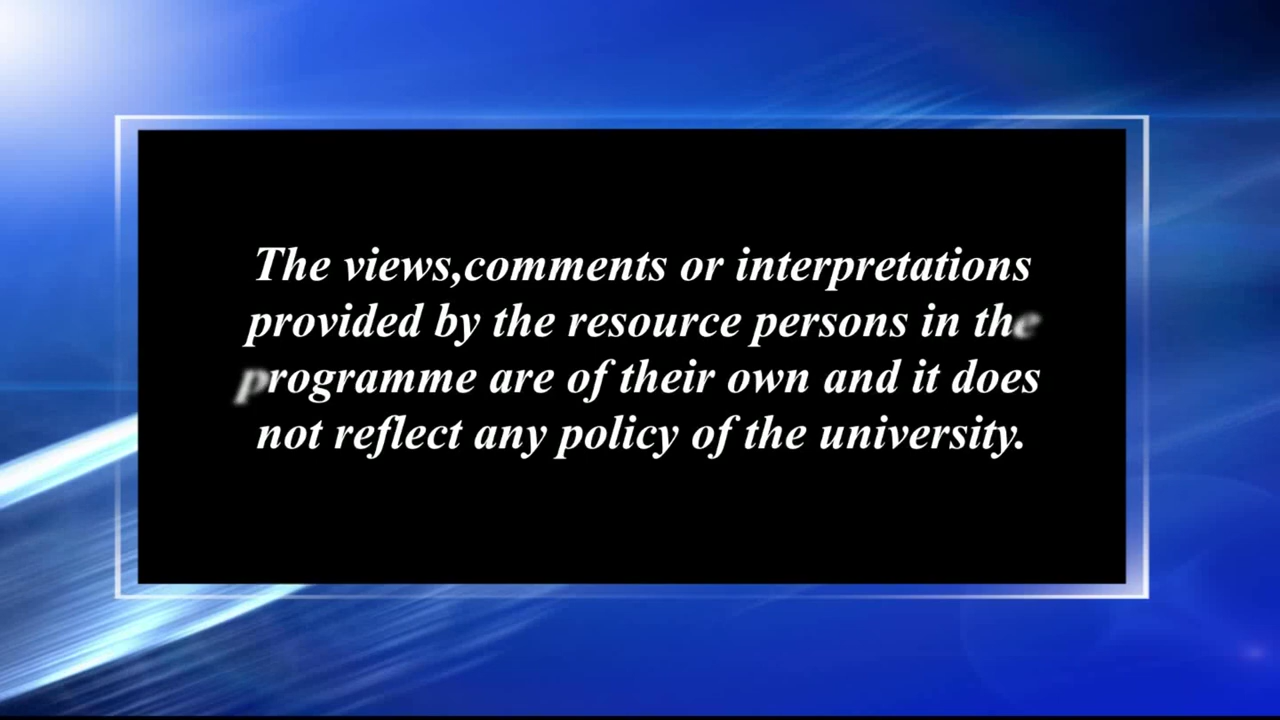 The views,comments or interpretations
provided by the resource persons in the
programme are of their own and it does
not reflect any policy of the university.